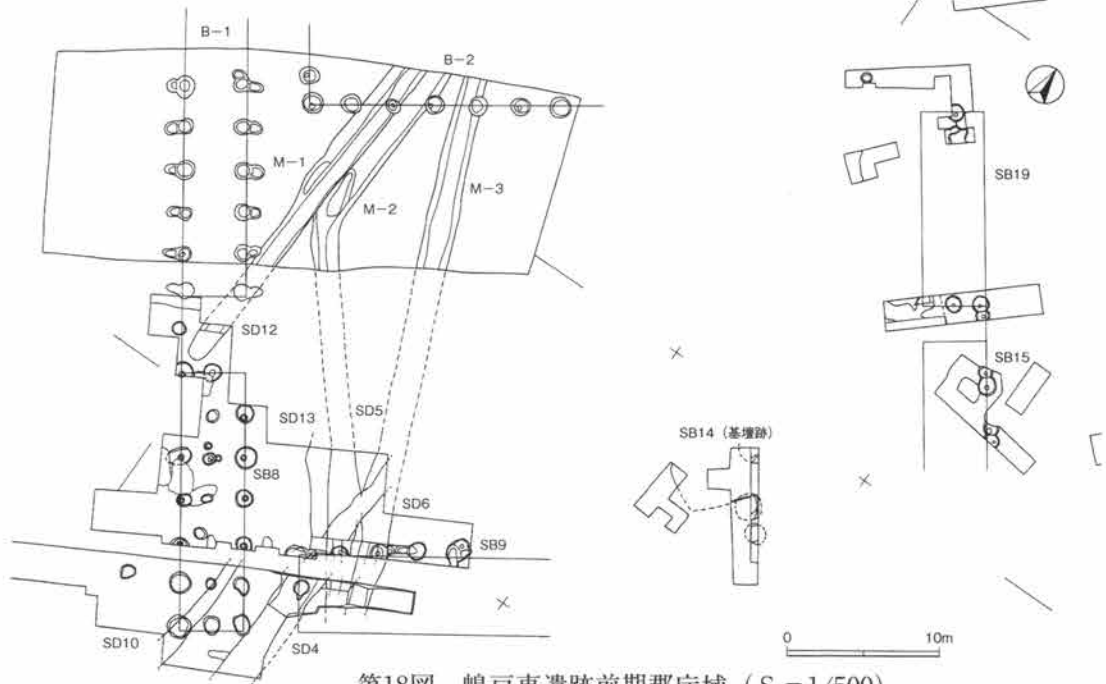 B-1
B-2
M-1
M-2
M-3
SB19
SD12
SD13
SD5
SB15
SB14（基壇跡）
SB8
SD6
SB9
SD10
SD4
0 10m
第18図 嶋戸東遺跡前期郡庁域（S=1/500）